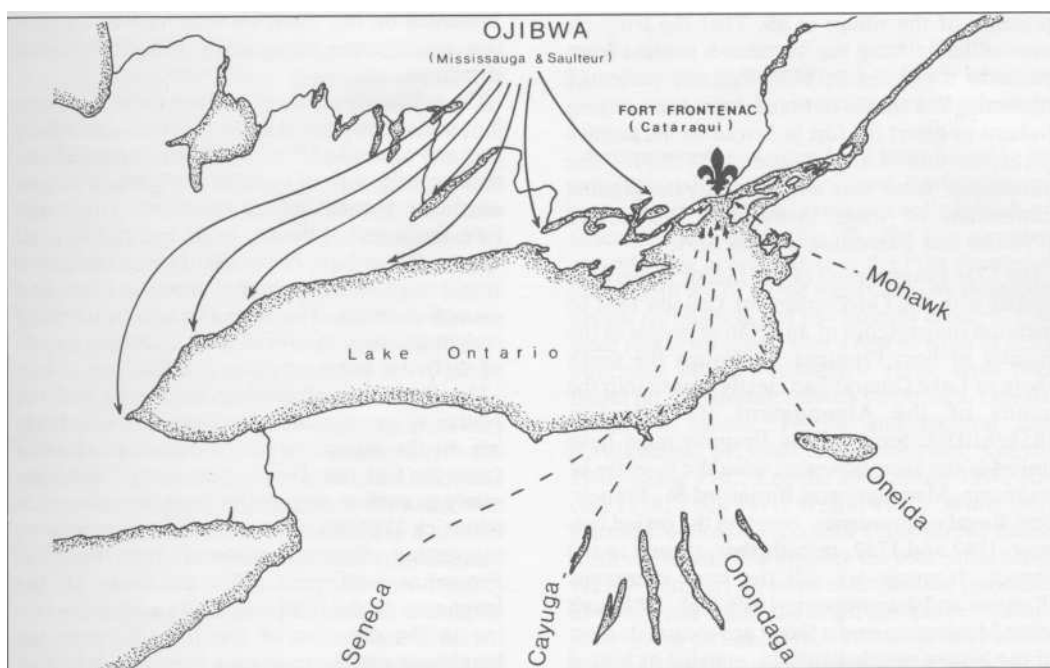 OJIBWA
(Mississauga & Saulteur)
FORT FRONTENAC
(Cataraqui)
Mohawk
Lake Ontario
Oneida
Seneca
Cayuga
Onondaga